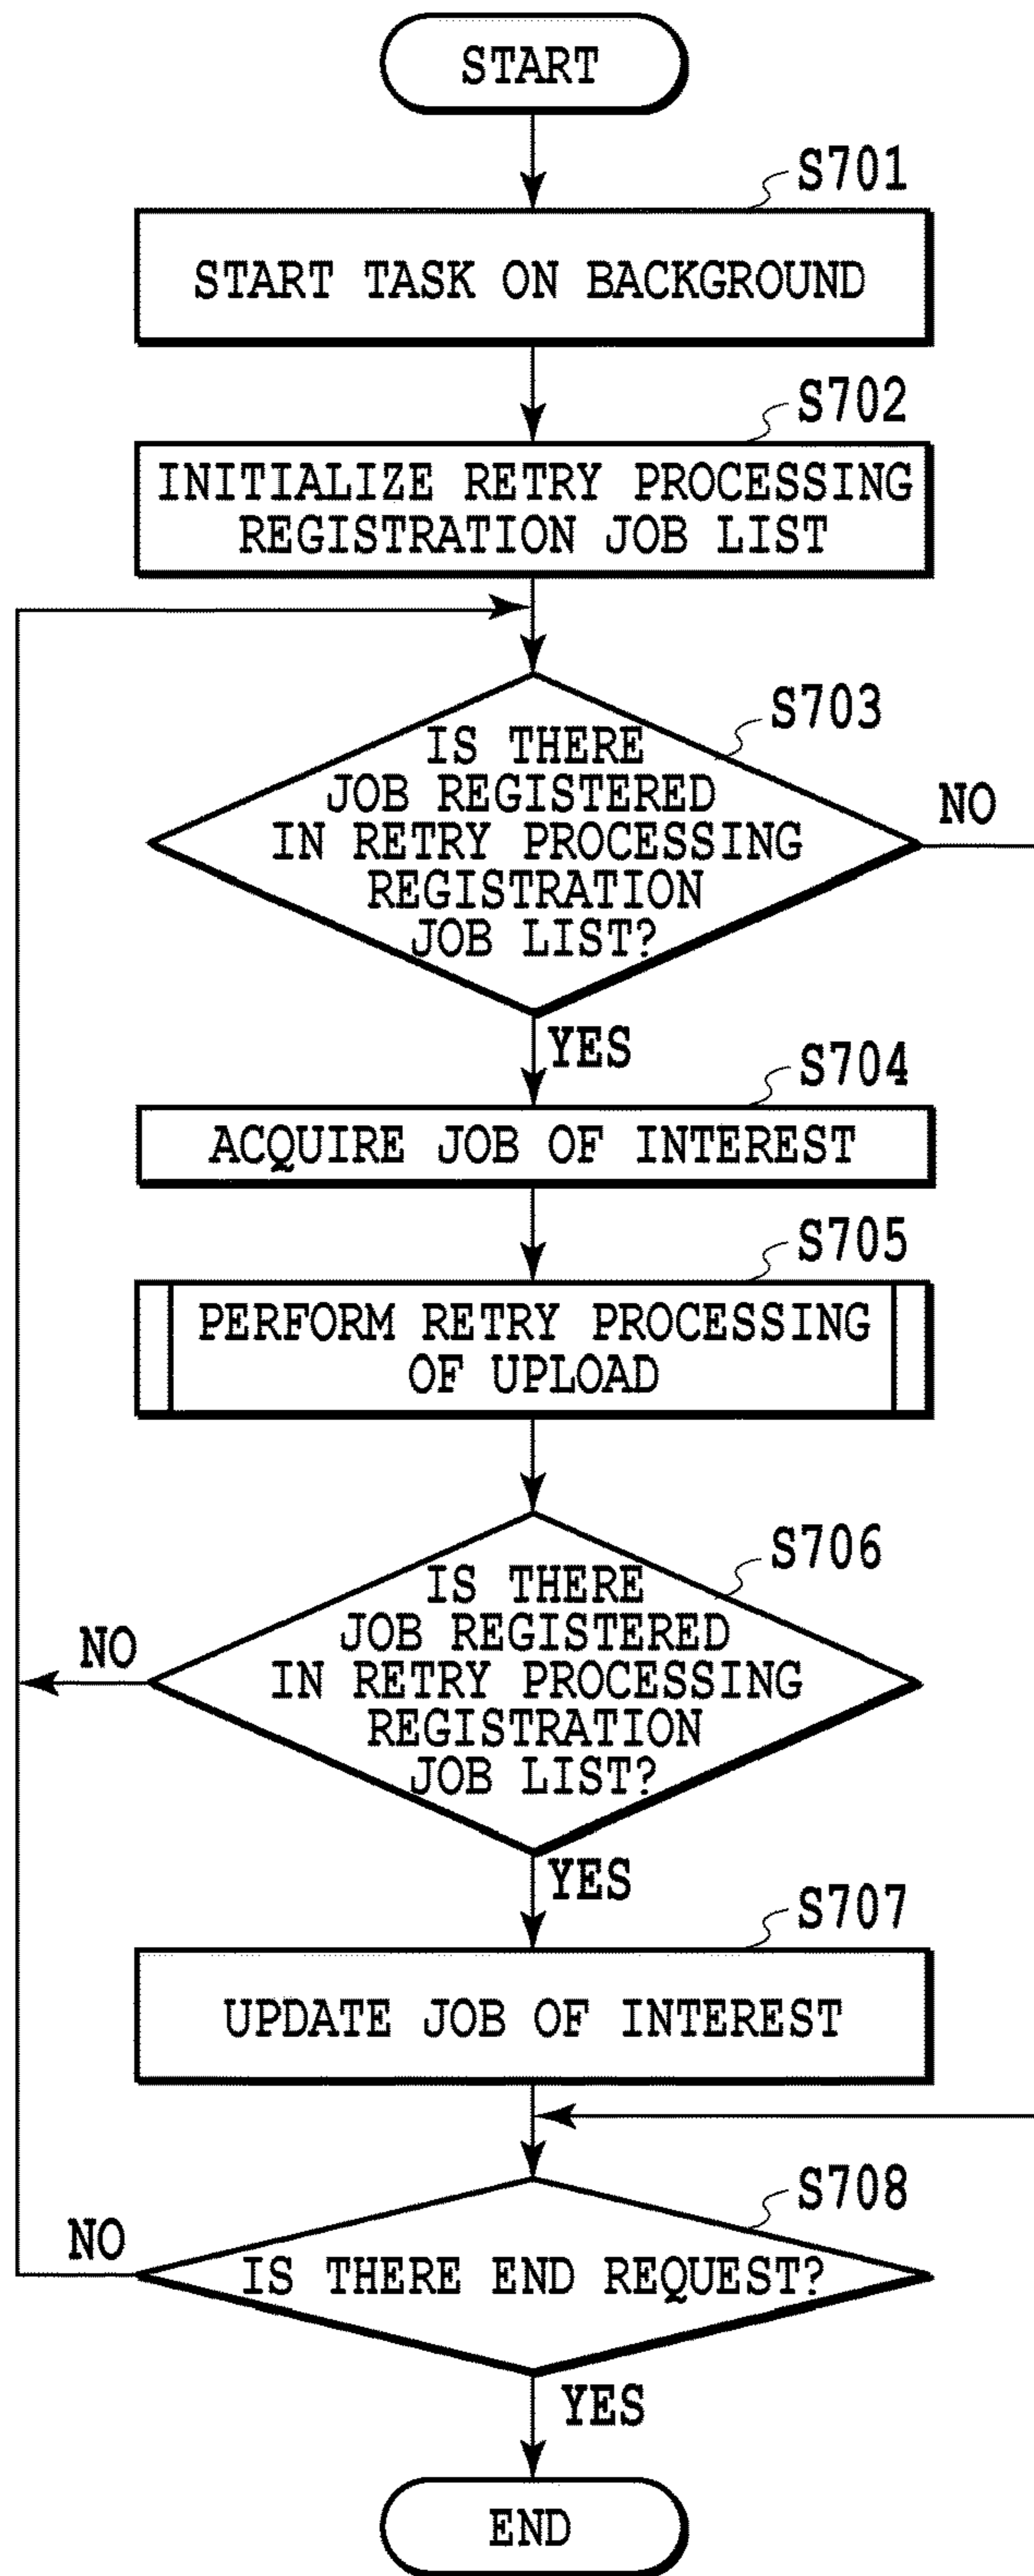 START
S701
START TASK ON BACKGROUND
S702
INITIALIZE RETRY PROCESSING
REGISTRATION JOB LIST
S703
IS THERE
JOB REGISTERED
IN RETRY PROCESSING
REGISTRATION
JOB LIST?
NO
YES
S704
ACQUIRE JOB OF INTEREST
S705
PERFORM RETRY PROCESSING
OF UPLOAD
S706
IS THERE
JOB REGISTERED
IN RETRY PROCESSING
REGISTRATION
JOB LIST?
NO
YES
S707
UPDATE JOB OF INTEREST
S708
NO
IS THERE END REQUEST?
YES
END